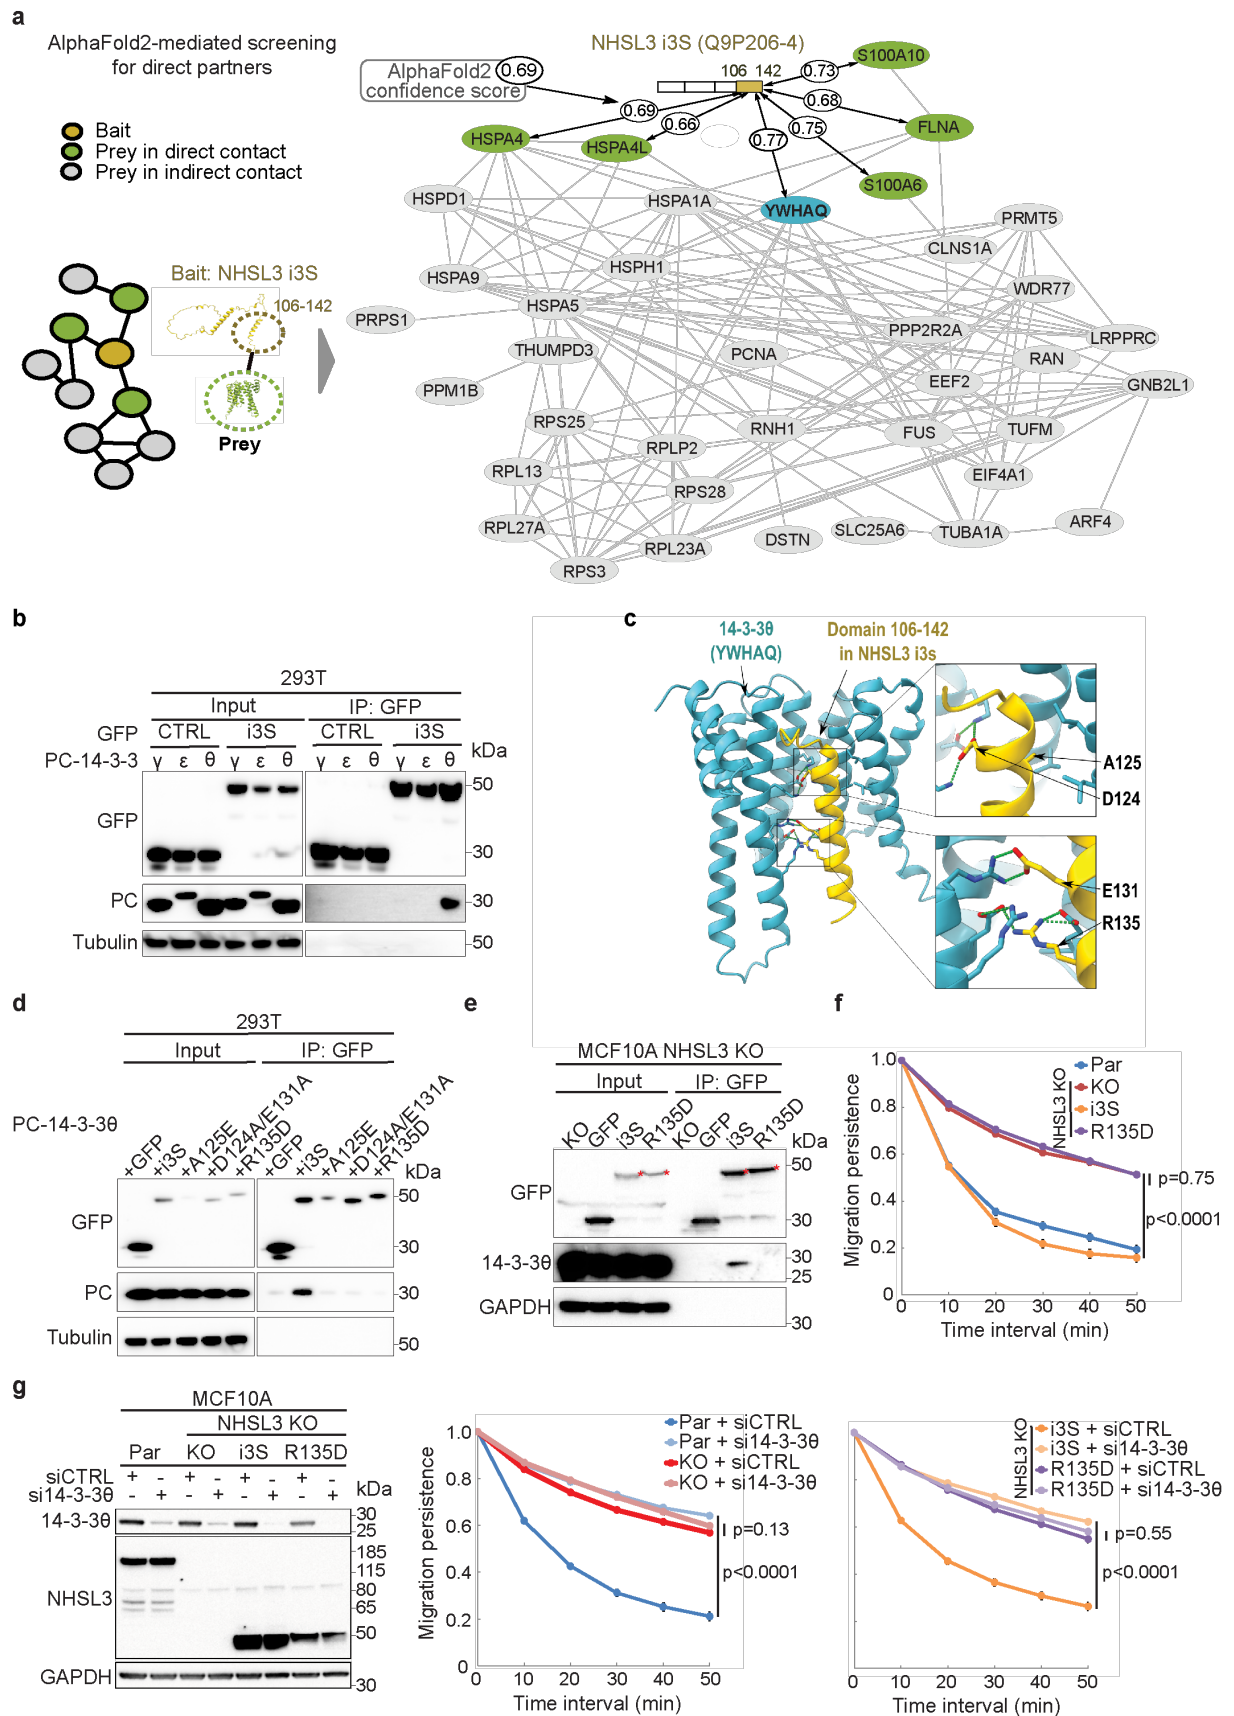 a
AlphaFold2-mediated screening
for direct partners
Bait
Prey in direct contact
Prey in indirect contact
Bait: NHSL3 i3S
106-142
Prey
AlphaFold2
confidence score
0.69
NHSL3 i3S (Q9P206-4)
106 142
0.73
0.68
0.69
0.66
0.75
0.77
S100A10
FLNA
HSPA4
HSPA4L
S100A6
YWHAQ
HSPD1
HSPA1A
PRMT5
CLNS1A
HSPA9
HSPH1
WDR77
HSPA5
PRPS1
PPP2R2A
LRPPRC
THUMPD3
PCNA
RAN
PPM1B
EEF2
GNB2L1
RPS25
RNH1
FUS
TUFM
RPLP2
RPL13
EIF4A1
RPS28
RPL27A
RPL23A
DSTN
SLC25A6
TUBA1A
ARF4
RPS3
b
293T
Input
IP: GFP
GFP
CTRL
i3S
CTRL
i3S
kDa
PC-14-3-3
γ ε θ γ ε θ γ ε θ γ ε θ
GFP
50
30
PC
30
Tubulin
50
c
14-3-3θ
(YWHAQ)
Domain 106-142
in NHSL3 i3s
A125
D124
E131
R135
d
293T
Input
IP: GFP
PC-14-3-3θ
+GFP
+i3S
+A125E
+D124A/E131A
+R135D
+GFP
+i3S
+A125E
+D124A/E131A
+R135D
kDa
GFP
50
30
PC
30
Tubulin
50
e
MCF10A NHSL3 KO
Input
IP: GFP
KO
GFP
i3S
R135D
KO
GFP
i3S
R135D
kDa
GFP
50
*
*
*
*
30
14-3-3θ
30
25
GAPDH
30
f
Migration persistence
1.0
0.8
0.6
0.4
0.2
0
0 10 20 30 40 50
Time interval (min)
NHSL3 KO
Par
KO
i3S
R135D
p=0.75
p<0.0001
g
MCF10A
NHSL3 KO
Par KO i3S R135D
siCTRL + - + - + - + -
si14-3-3θ - + - + - + - +
kDa
14-3-3θ
30
25
NHSL3
185
115
80
65
50
GAPDH
30
Migration persistence
1.0
0.8
0.6
0.4
0.2
0
0 10 20 30 40 50
Time interval (min)
Par + siCTRL
Par + si14-3-3θ
KO + siCTRL
KO + si14-3-3θ
p=0.13
p<0.0001
1.0
0.8
0.6
0.4
0.2
0
0 10 20 30 40 50
Time interval (min)
NHSL3 KO
i3S + siCTRL
i3S + si14-3-3θ
R135D + siCTRL
R135D + si14-3-3θ
p=0.55
p<0.0001